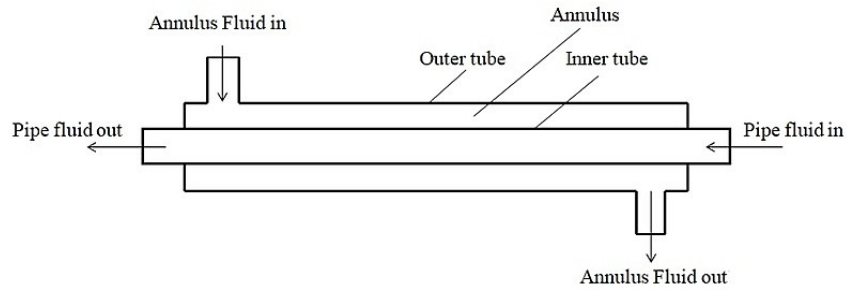 Annulus Fluid in
Annulus
Outer tube
Inner tube
Pipe fluid out
Pipe fluid in
Annulus Fluid out